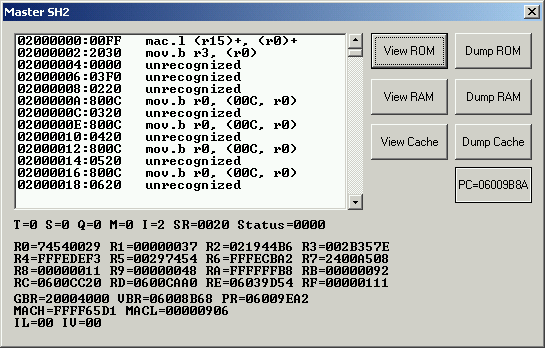 Master SH2
02000000:00FF mac.l (r15)+, (r0)+
02000002:2030 mov.b r3, (r0)
02000004:0000 unrecognized
02000006:03F0 unrecognized
02000008:0220 unrecognized
0200000A:800C mov.b r0, (00C, r0)
0200000C:0320 unrecognized
0200000E:800C mov.b r0, (00C, r0)
02000010:0420 unrecognized
02000012:800C mov.b r0, (00C, r0)
02000014:0520 unrecognized
02000016:800C mov.b r0, (00C, r0)
02000018:0620 unrecognized
View ROM Dump ROM
View RAM Dump RAM
View Cache Dump Cache
PC=06009B8A
T=0 S=0 Q=0 M=0 I=2 SR=0020 Status=0000
R0=74540029 R1=00000037 R2=021944B6 R3=002B357E
R4=FFFEDEF3 R5=00297454 R6=FFFECBA2 R7=2400A508
R8=00000011 R9=00000048 RA=FFFFFFB8 RB=00000092
RC=0600CC20 RD=0600CAA0 RE=06039D54 RF=00000111
GBR=20004000 VBR=06008B68 PR=06009EA2
MACH=FFFF65D1 MACL=00000906
IL=00 IV=00